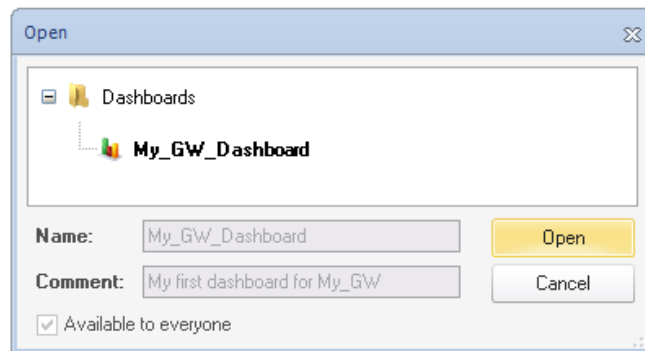 Open
Dashboards
My_GW_Dashboard
Name: My_GW_Dashboard Open
Comment: My first dashboard for My_GW Cancel
Available to everyone